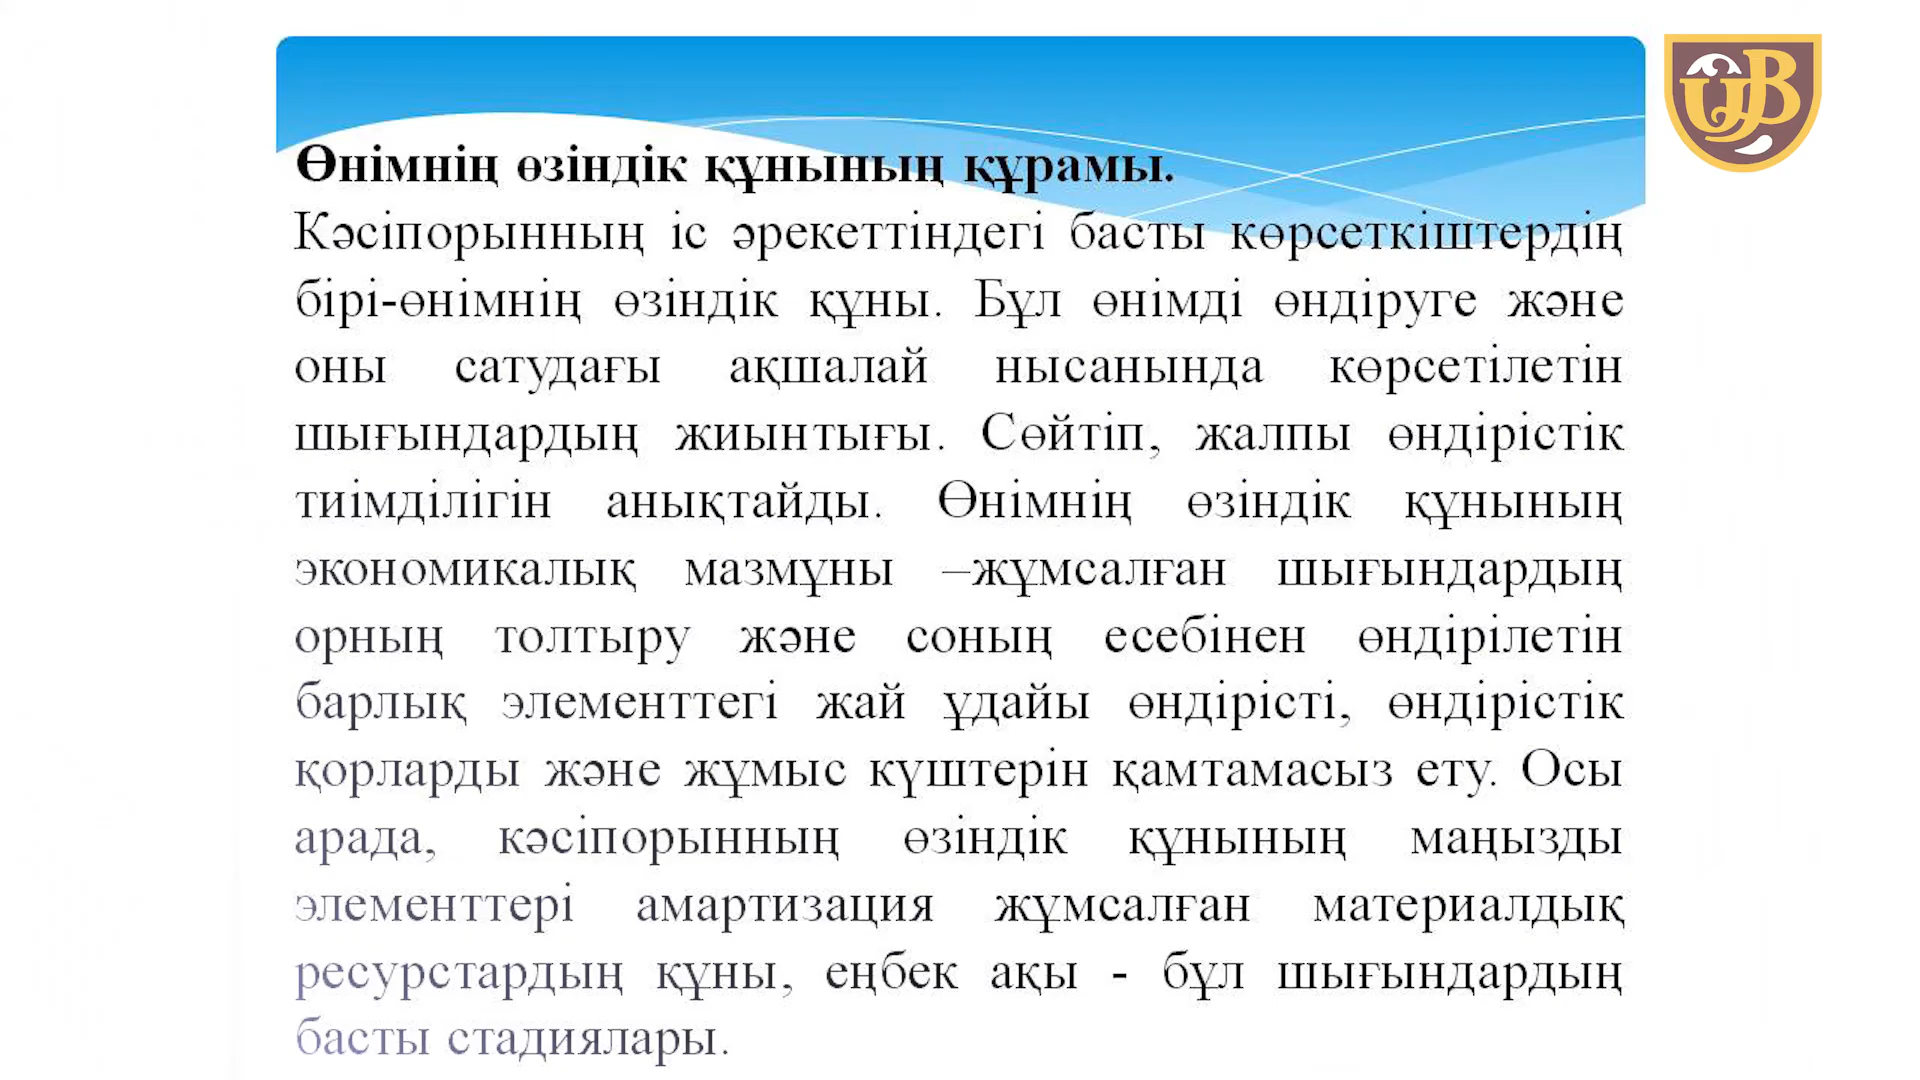 Өнімнің өзіндік құнының құрамы.
Кәсіпорынның іс әрекеттіндегі басты көрсеткіштердің
бірі-өнімнің өзіндік құны. Бұл өнімді өндіруге және
оны сатудағы ақшалай нысанында көрсетілетін
шығындардың жиынтығы. Сөйтіп, жалпы өндірістік
тиімділігін анықтайды. Өнімнің өзіндік құнының
экономикалық мазмұны –жұмсалған шығындардың
орның толтыру және соның есебінен өндірілетін
барлық элементтегі жай ұдайы өндірісті, өндірістік
қорларды және жұмыс күштерін қамтамасыз ету. Осы
арада, кәсіпорынның өзіндік құнының маңызды
элементтері амартизация жұмсалған материалдық
ресурстардың құны, еңбек ақы - бұл шығындардың
басты стадиялары.